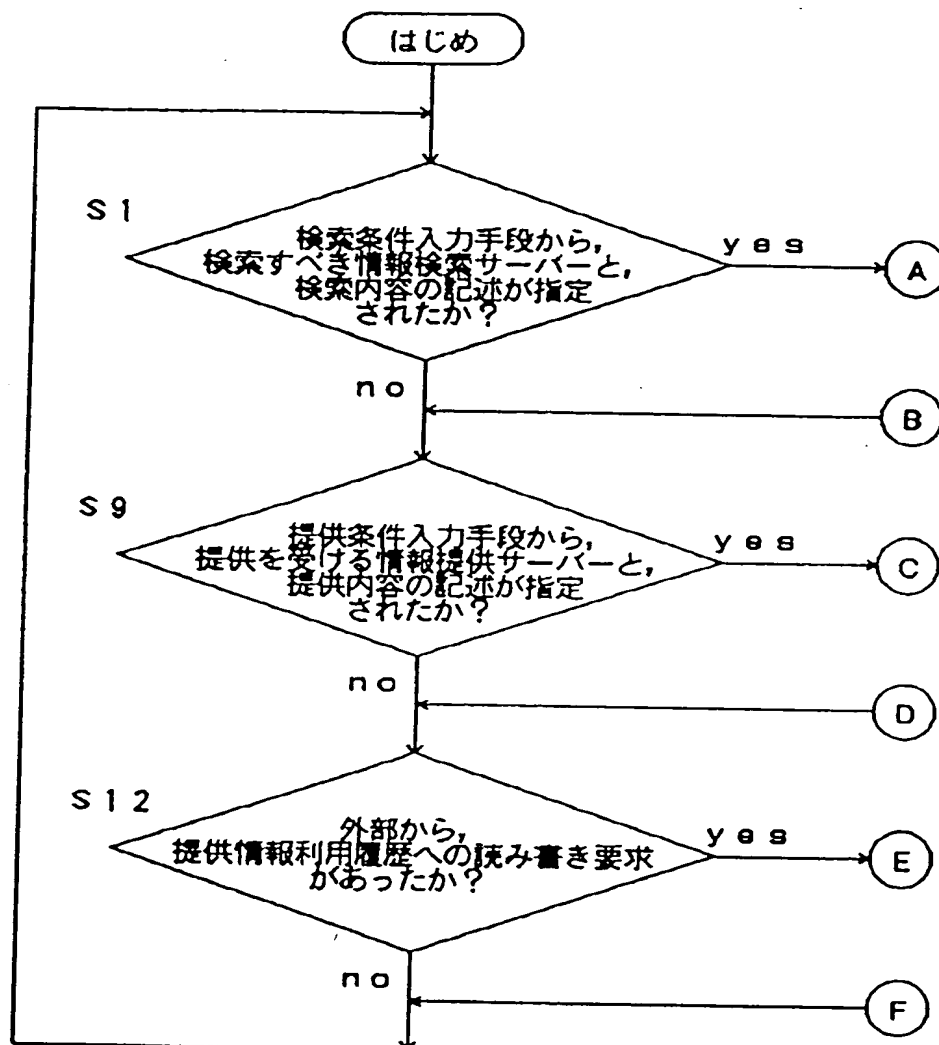 はじめ
S1
検索条件入力手段から,
検索すべき情報検索サーバーと,
検索内容の記述が指定
されたか?
yes
A
no
B
S9
提供条件入力手段から,
提供を受ける情報提供サーバーと,
提供内容の記述が指定
されたか?
yes
C
no
D
S12
外部から,
提供情報利用履歴への読み書き要求
があったか?
yes
E
no
F